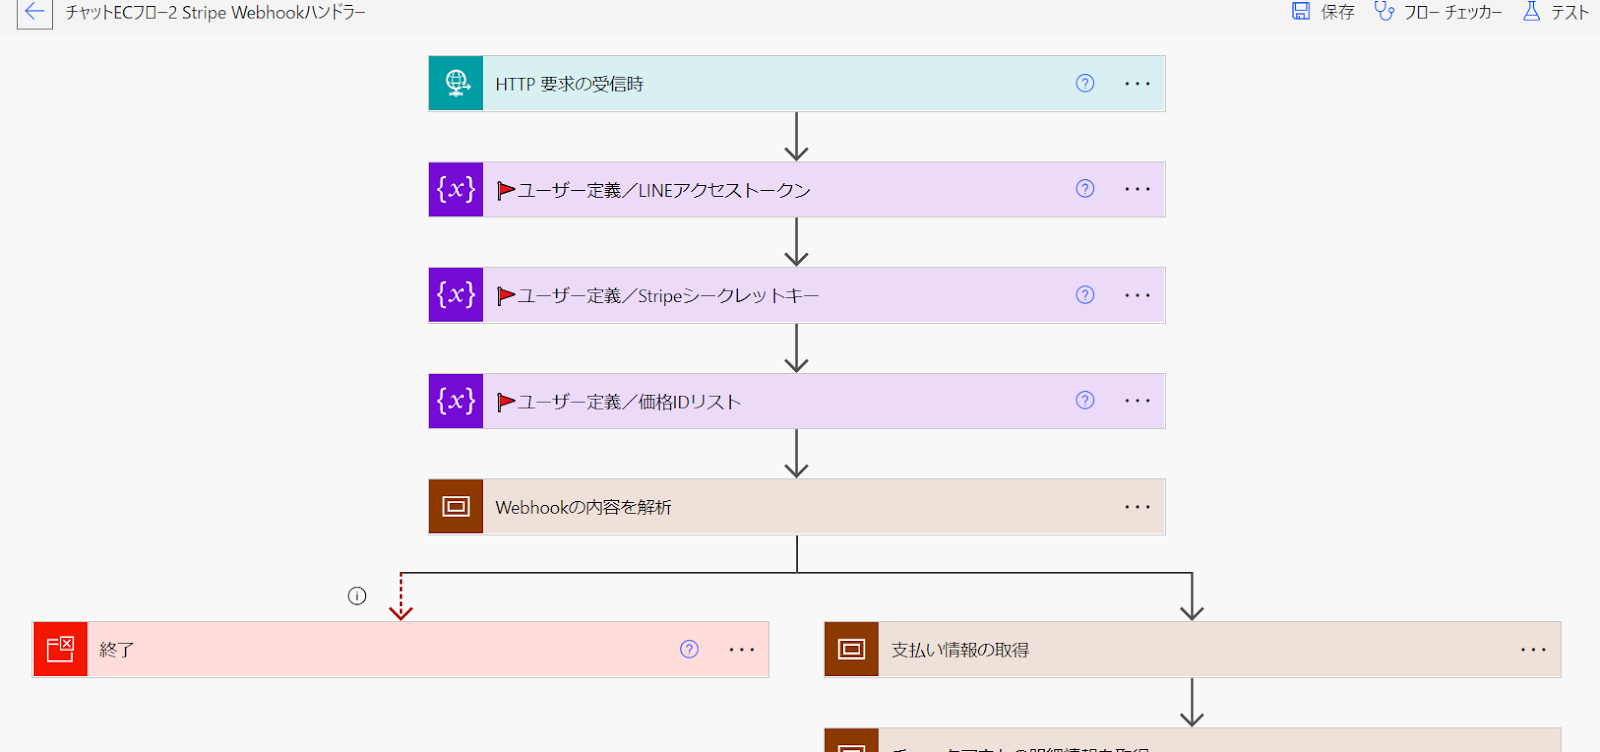 チャットECフロー2 Stripe Webhookハンドラー
保存
フロー チェッカー
テスト
HTTP 要求の受信時
{x}
ユーザー定義／LINEアクセストークン
{x}
ユーザー定義／Stripeシークレットキー
{x}
ユーザー定義／価格IDリスト
Webhookの内容を解析
終了
支払い情報の取得